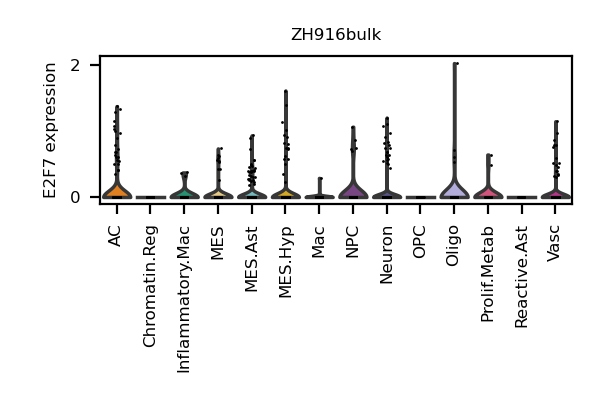 ZH916bulk
E2F7 expression
2
0
AC
Chromatin.Reg
Inflammatory.Mac
MES
MES.Ast
MES.Hyp
Mac
NPC
Neuron
OPC
Oligo
Prolif.Metab
Reactive.Ast
Vasc